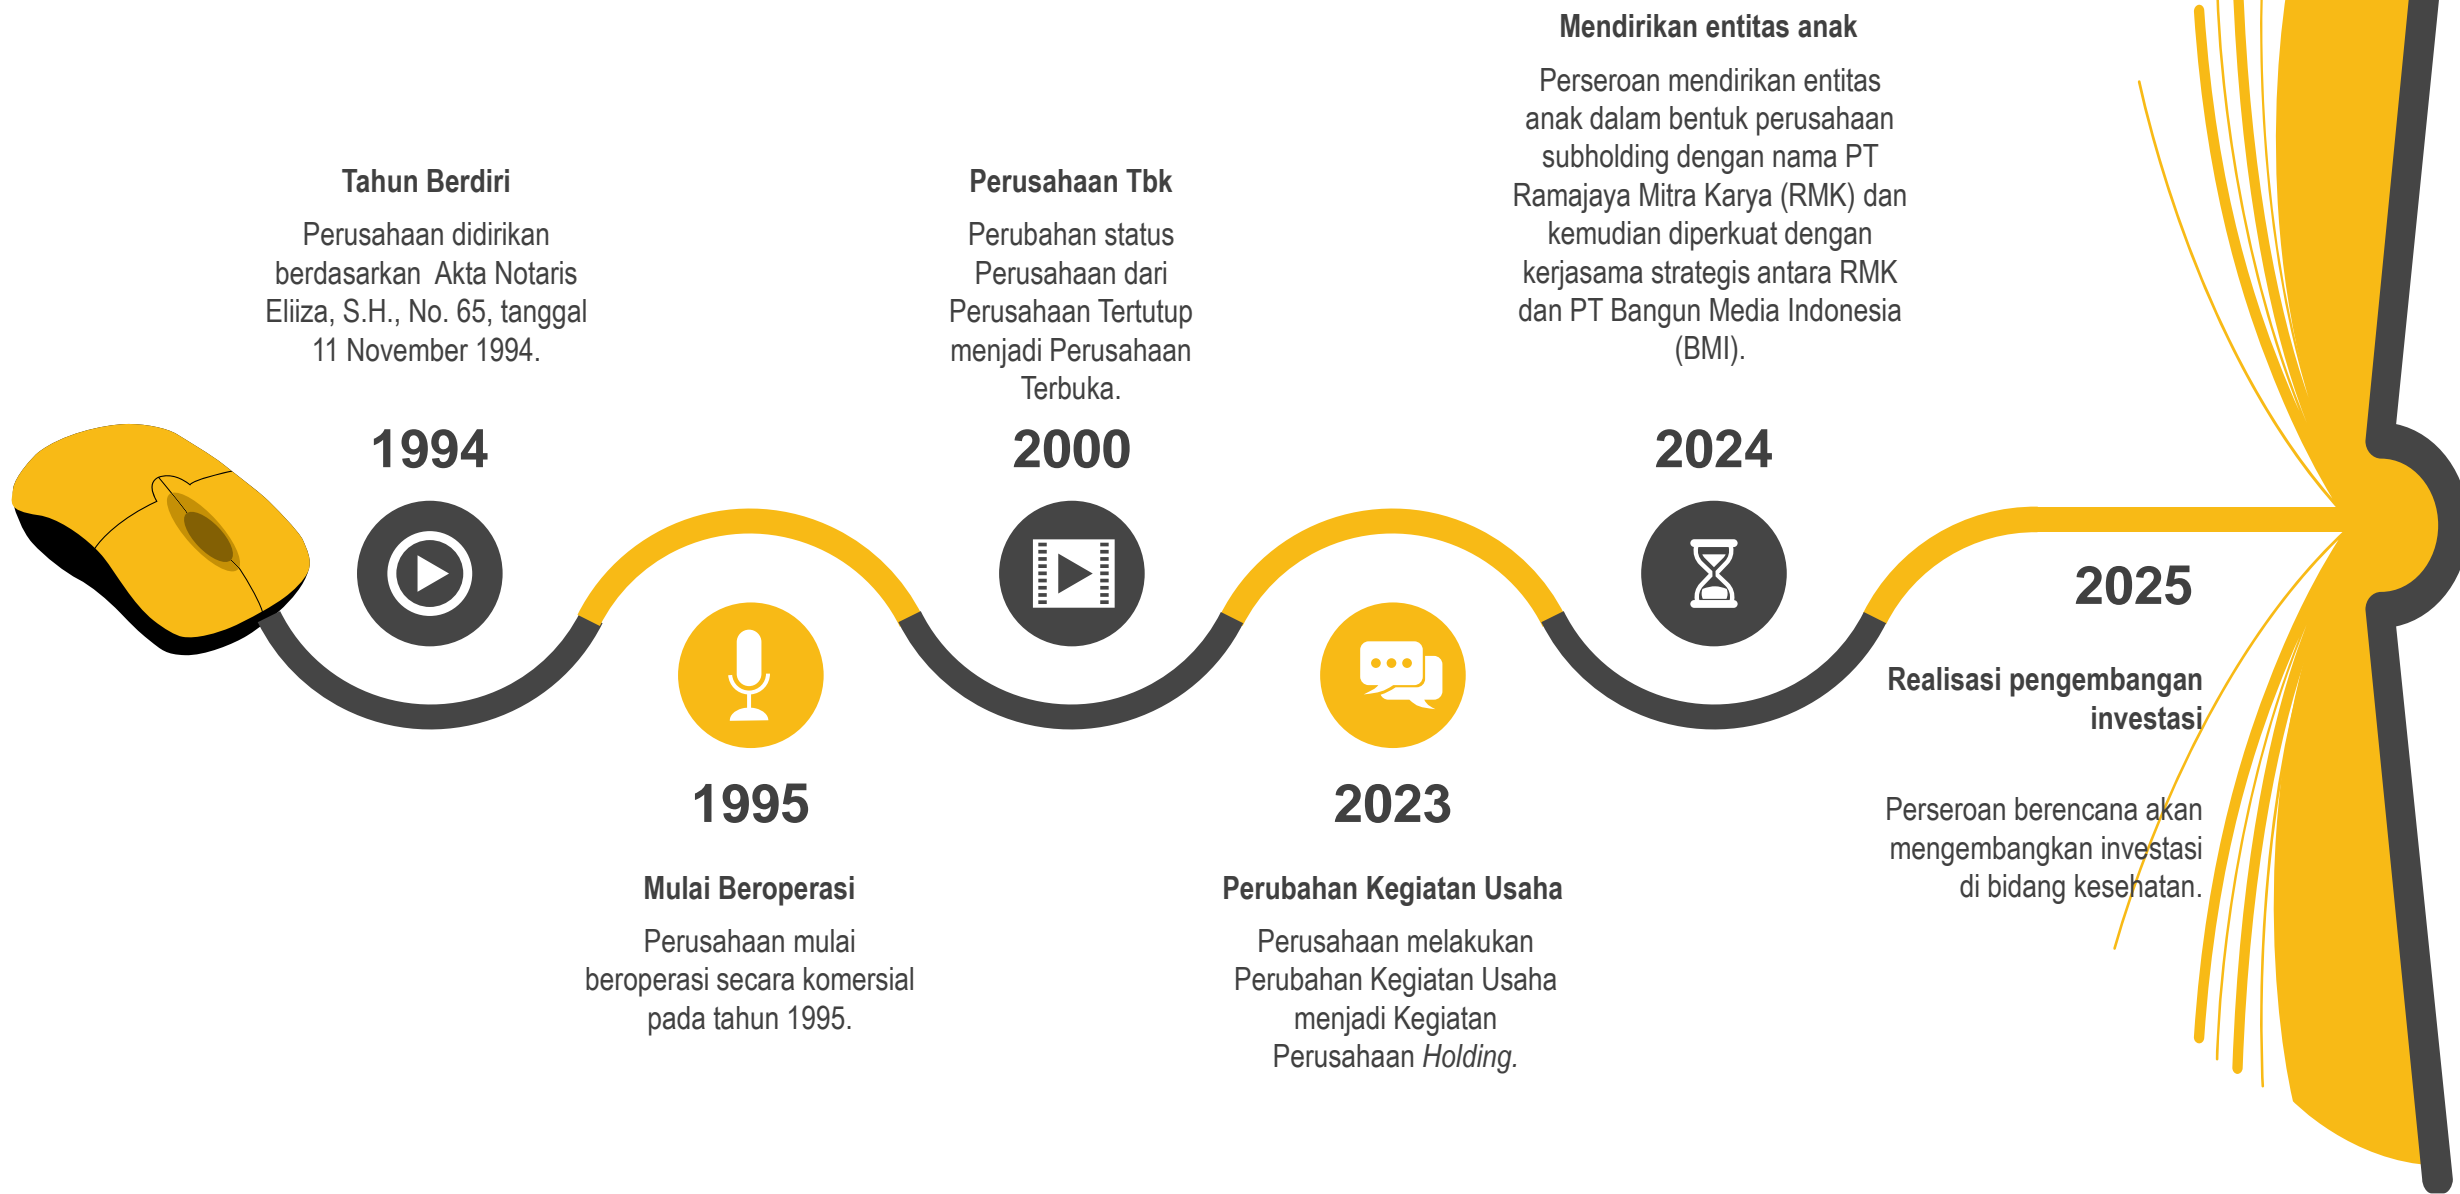 Tahun Berdiri
Perusahaan didirikan
berdasarkan Akta Notaris
Eliiza, S.H., No. 65, tanggal
11 November 1994.
1994
1995
Mulai Beroperasi
Perusahaan mulai
beroperasi secara komersial
pada tahun 1995.
Perusahaan Tbk
Perubahan status
Perusahaan dari
Perusahaan Tertutup
menjadi Perusahaan
Terbuka.
2000
2023
Perubahan Kegiatan Usaha
Perusahaan melakukan
Perubahan Kegiatan Usaha
menjadi Kegiatan
Perusahaan Holding.
Mendirikan entitas anak
Perseroan mendirikan entitas
anak dalam bentuk perusahaan
subholding dengan nama PT
Ramajaya Mitra Karya (RMK) dan
kemudian diperkuat dengan
kerjasama strategis antara RMK
dan PT Bangun Media Indonesia
(BMI).
2024
2025
Realisasi pengembangan
investasi
Perseroan berencana akan
mengembangkan investasi
di bidang kesehatan.